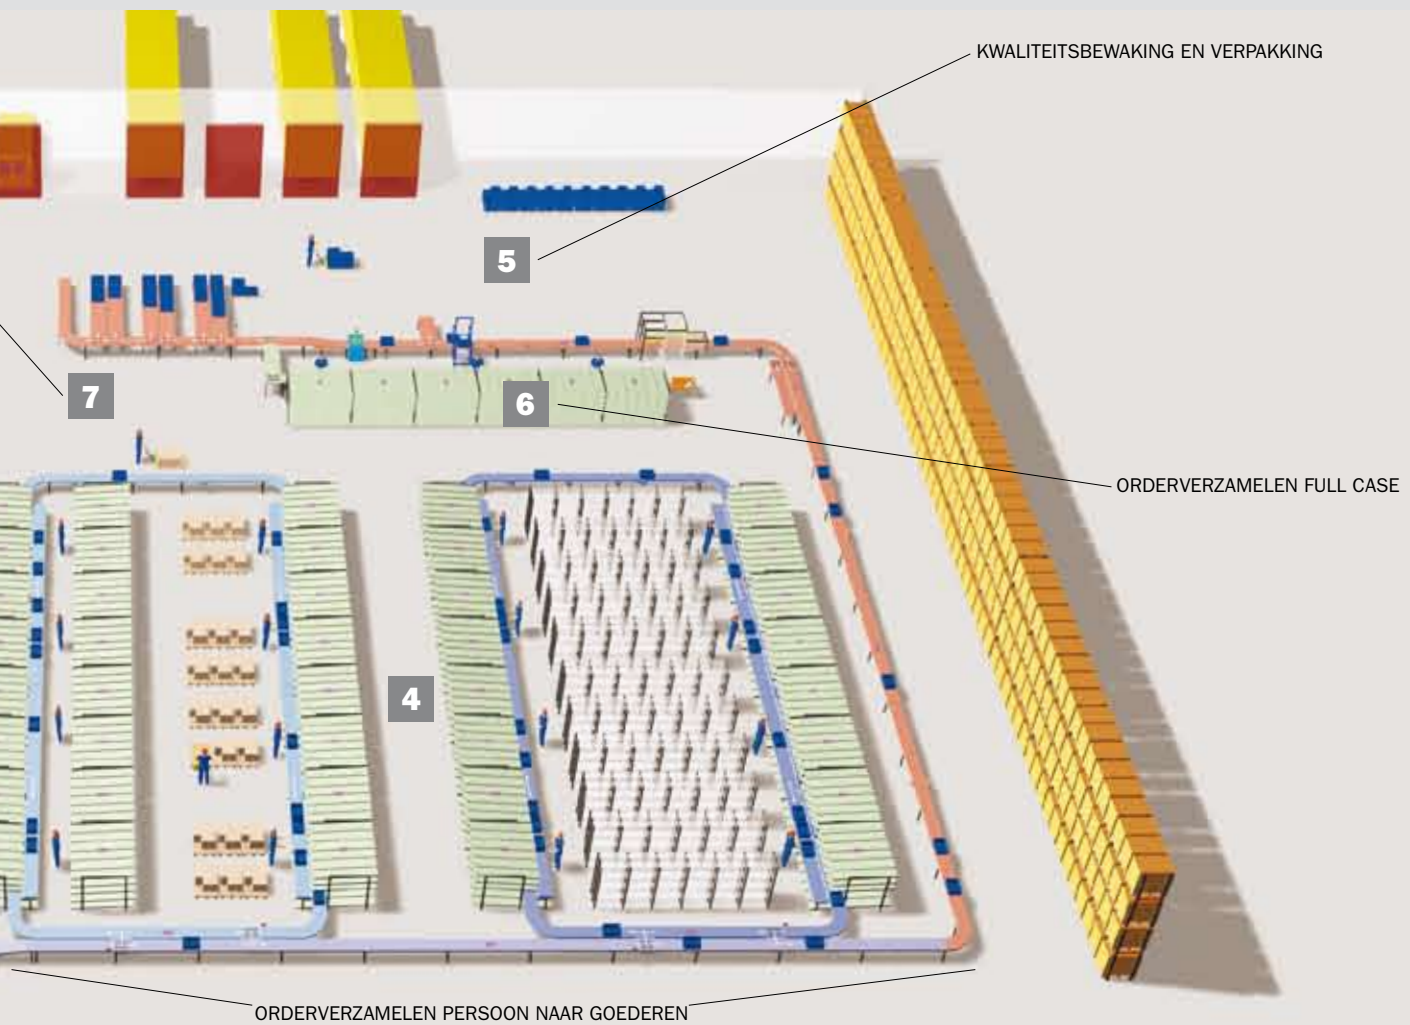 KWALITEITSBEWAKING EN VERPAKKING
5
7
6
ORDERVERZAMELEN FULL CASE
4
ORDERVERZAMELEN PERSOON NAAR GOEDEREN